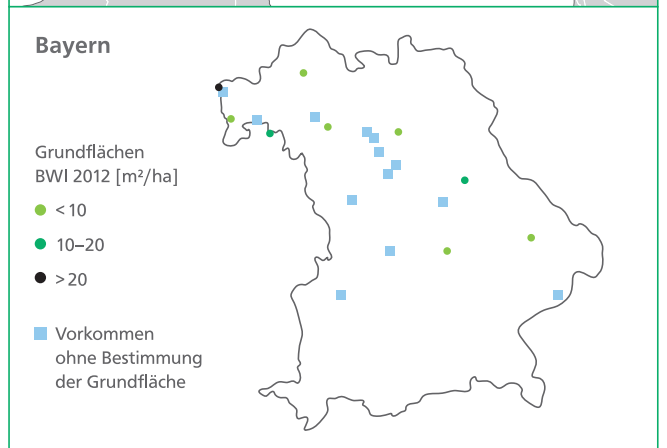 Bayern
Grundflächen
BWI 2012 [m²/ha]
< 10
10–20
> 20
Vorkommen
ohne Bestimmung
der Grundfläche